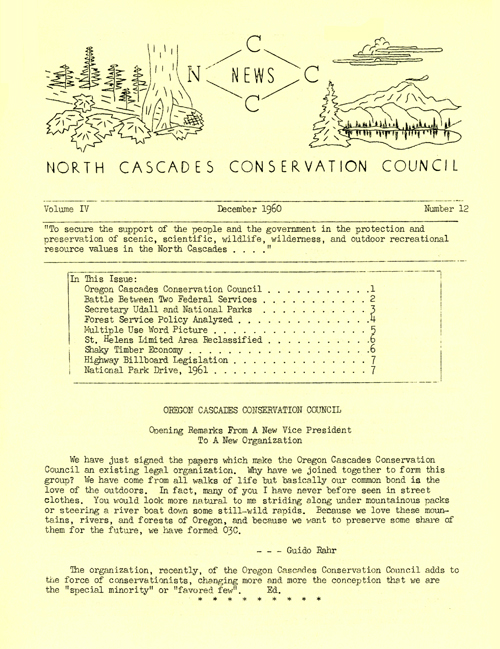 C
N NEWS C
C
NORTH CASCADES CONSERVATION COUNCIL
Volume IV December 1960 Number 12
"To secure the support of the people and the government in the protection and
preservation of scenic, scientific, wildlife, wilderness, and outdoor recreational
resource values in the North Cascades . . . ."
In This Issue:
Oregon Cascades Conservation Council . . . . . . . . . . .1
Battle Between Two Federal Services . . . . . . . . . . . 2
Secretary Udall and National Parks . . . . . . . . . . . 3
Forest Service Policy Analyzed . . . . . . . . . . . . . .4
Multiple Use Word Picture . . . . . . . . . . . . . . . . 5
St. Helens Limited Area Reclassified . . . . . . . . . . .6
Shaky Timber Economy . . . . . . . . . . . . . . . . . . .6
Highway Billboard Legislation . . . . . . . . . . . . . . 7
National Park Drive, 1961 . . . . . . . . . . . . . . . . 7
OREGON CASCADES CONSERVATION COUNCIL
Opening Remarks From A New Vice President
To A New Organization
We have just signed the papers which make the Oregon Cascades Conservation
Council an existing legal organization. Why have we joined together to form this
group? We have come from all walks of life but basically our common bond is the
love of the outdoors. In fact, many of you I have never before seen in street
clothes. You would look more natural to me striding along under mountainous packs
or steering a river boat down some still-wild rapids. Because we love these moun-
tains, rivers, and forests of Oregon, and because we want to preserve some share of
them for the future, we have formed O3C.
- - - Guido Rahr
The organization, recently, of the Oregon Cascades Conservation Council adds to
the force of conservationists, changing more and more the conception that we are
the "special minority" or "favored few". Ed.
* * * * * * * * *